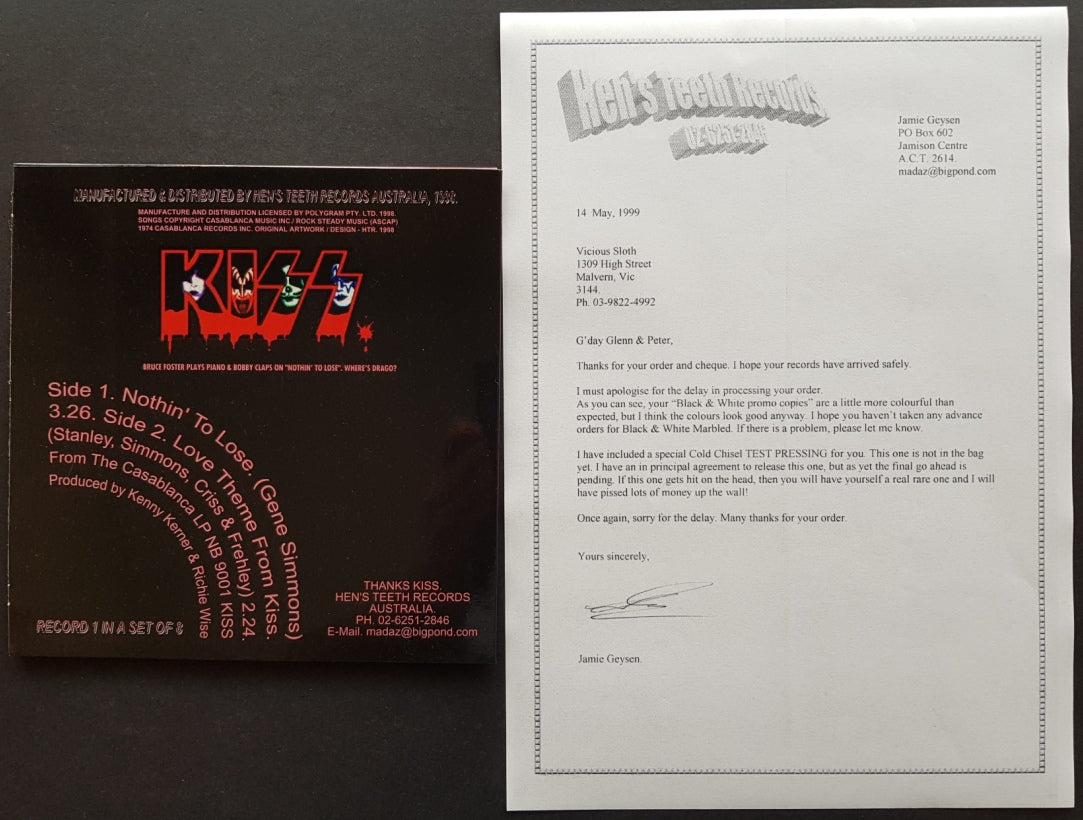 MANUFACTURED & DISTRIBUTED BY HEN'S TEETH RECORDS AUSTRALIA, 1998.
MANUFACTURE AND DISTRIBUTION LICENSED BY POLYGRAM PTY. LTD. 1998.
SONGS COPYRIGHT CASABLANCA MUSIC INC / ROCK STEADY MUSIC (ASCAP)
1974 CASABLANCA RECORDS INC. ORIGINAL ARTWORK / DESIGN - HTR. 1998
KISS
BRUCE FOSTER PLAYS PIANO & BOBBY CLAPS ON "NOTHIN' TO LOSE". WHERE'S DRAGO?
Side 1. Nothin' To Lose. (Gene Simmons)
3.26. Side 2. Love Theme From Kiss.
(Stanley, Simmons, Criss & Frehley) 2.24.
From The Casablanca LP NB 9001 KISS
Produced by Kenny Kerner & Richie Wise
RECORD 1 IN A SET OF 8
THANKS KISS.
HEN'S TEETH RECORDS
AUSTRALIA.
PH. 02-6251-2846
E-Mail. madaz@bigpond.com
Hen's Teeth Records
02-6251-2846
Jamie Geysen
PO Box 602
Jamison Centre
A.C.T. 2614.
madaz@bigpond.com
14 May, 1999
Vicious Sloth
1309 High Street
Malvern, Vic
3144.
Ph. 03-9822-4992
G'day Glenn & Peter,
Thanks for your order and cheque. I hope your records have arrived safely.
I must apologise for the delay in processing your order.
As you can see, your "Black & White promo copies" are a little more colourful than
expected, but I think the colours look good anyway. I hope you haven't taken any advance
orders for Black & White Marbled. If there is a problem, please let me know.
I have included a special Cold Chisel TEST PRESSING for you. This one is not in the bag
yet. I have an in principal agreement to release this one, but as yet the final go ahead is
pending. If this one gets hit on the head, then you will have yourself a real rare one and I will
have pissed lots of money up the wall!
Once again, sorry for the delay. Many thanks for your order.
Yours sincerely,
Jamie Geysen.